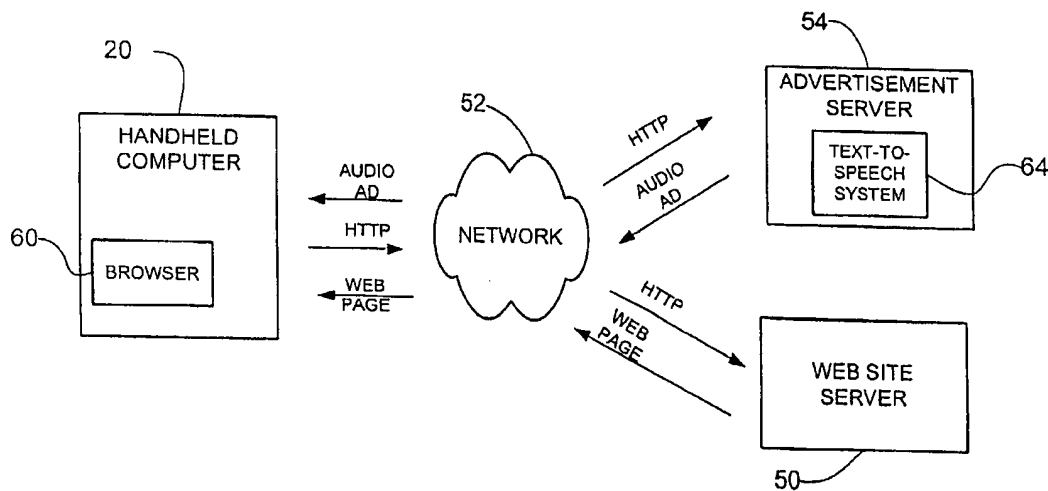 20
HANDHELD
COMPUTER
60
BROWSER
AUDIO
AD
HTTP
WEB
PAGE
52
NETWORK
HTTP
AUDIO
AD
HTTP
WEB
PAGE
54
ADVERTISEMENT
SERVER
TEXT-TO-
SPEECH
SYSTEM
64
WEB SITE
SERVER
50